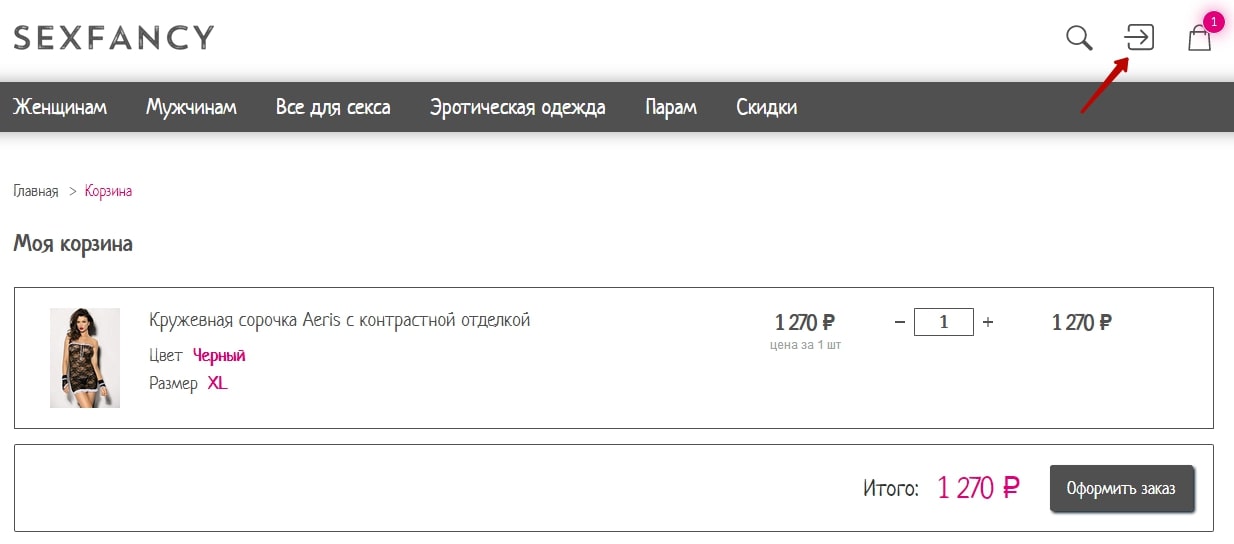 SEXFANCY
1
Женщинам Мужчинам Все для секса Эротическая одежда Парам Скидки
Главная > Корзина
Моя корзина
Кружевная сорочка Aeris с контрастной отделкой
1 270 ₽ − 1 + 1 270 ₽
цена за 1 шт
Цвет Черный
Размер XL
Итого: 1 270 ₽ Оформить заказ